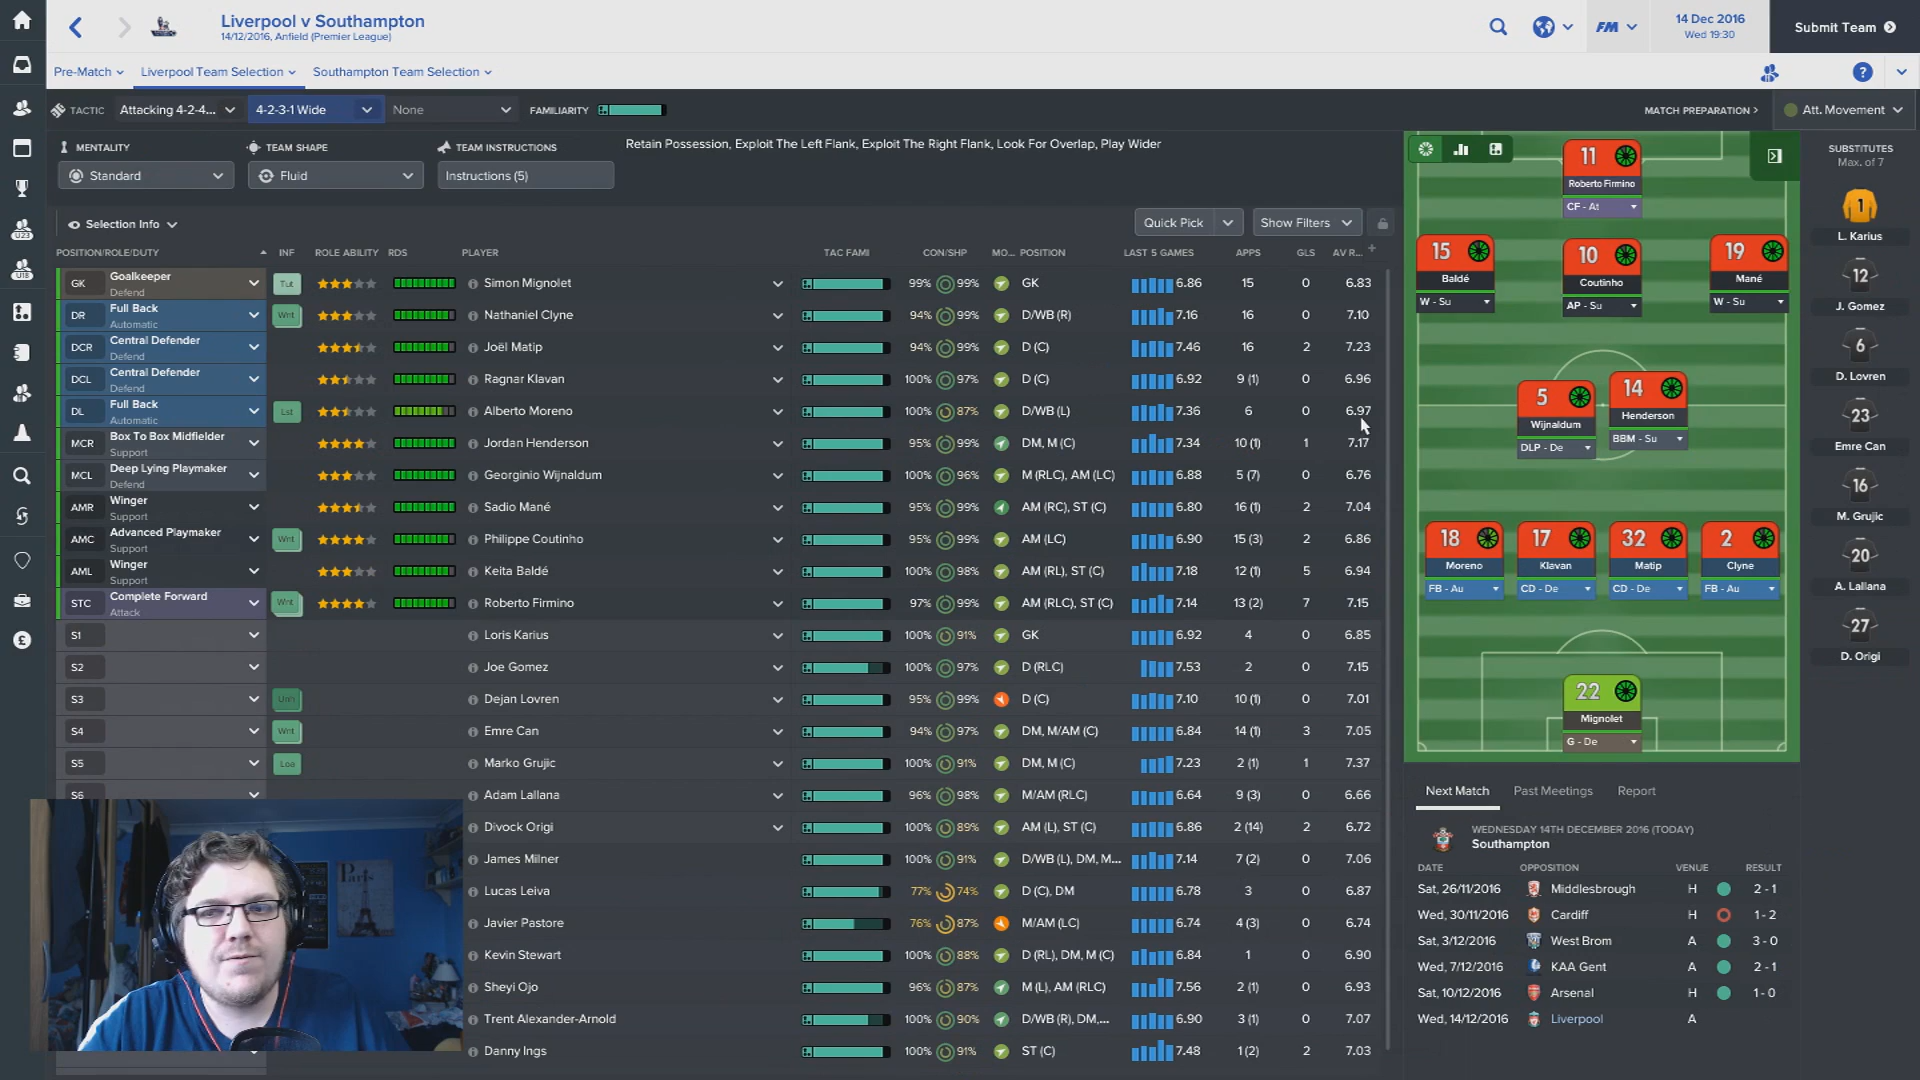 Liverpool v Southampton
14/12/2016, Anfield (Premier League)
FM
14 Dec 2016
Wed 19:30
Submit Team
Pre-Match
Liverpool Team Selection
Southampton Team Selection
?
TACTIC
Attacking 4-2-4...
4-2-3-1 Wide
None
FAMILIARITY
MATCH PREPARATION >
Att. Movement
MENTALITY
Standard
TEAM SHAPE
Fluid
TEAM INSTRUCTIONS
Instructions (5)
Retain Possession, Exploit The Left Flank, Exploit The Right Flank, Look For Overlap, Play Wider
Selection Info
Quick Pick
Show Filters
POSITION/ROLE/DUTY INF ROLE ABILITY RDS PLAYER TAC FAMI CON/SHP MO... POSITION LAST 5 GAMES APPS GLS AV R...
GK Goalkeeper Defend Tut Simon Mignolet 99% 99% GK 6.86 15 0 6.83
DR Full Back Automatic Wnt Nathaniel Clyne 94% 99% D/WB (R) 7.16 16 0 7.10
DCR Central Defender Defend Joël Matip 94% 99% D (C) 7.46 16 2 7.23
DCL Central Defender Defend Ragnar Klavan 100% 97% D (C) 6.92 9 (1) 0 6.96
DL Full Back Automatic Lst Alberto Moreno 100% 87% D/WB (L) 7.36 6 0 6.97
MCR Box To Box Midfielder Support Jordan Henderson 95% 99% DM, M (C) 7.34 10 (1) 1 7.17
MCL Deep Lying Playmaker Defend Georginio Wijnaldum 100% 96% M (RLC), AM (LC) 6.88 5 (7) 0 6.76
AMR Winger Support Sadio Mané 95% 99% AM (RC), ST (C) 6.80 16 (1) 2 7.04
AMC Advanced Playmaker Support Wnt Philippe Coutinho 95% 99% AM (LC) 6.90 15 (3) 2 6.86
AML Winger Support Keita Baldé 100% 98% AM (RL), ST (C) 7.18 12 (1) 5 6.94
STC Complete Forward Attack Wnt Roberto Firmino 97% 99% AM (RLC), ST (C) 7.14 13 (2) 7 7.15
S1 Loris Karius 100% 91% GK 6.92 4 0 6.85
S2 Joe Gomez 100% 97% D (RLC) 7.53 2 0 7.15
S3 Unh Dejan Lovren 95% 99% D (C) 7.10 10 (1) 0 7.01
S4 Wnt Emre Can 94% 97% DM, M/AM (C) 6.84 14 (1) 3 7.05
S5 Loa Marko Grujic 100% 91% DM, M (C) 7.23 2 (1) 1 7.37
S6 Adam Lallana 96% 98% M/AM (RLC) 6.64 9 (3) 0 6.66
Divock Origi 100% 89% AM (L), ST (C) 6.86 2 (14) 2 6.72
James Milner 100% 91% D/WB (L), DM, M... 7.14 7 (2) 0 7.06
Lucas Leiva 77% 74% D (C), DM 6.78 3 0 6.87
Javier Pastore 76% 87% M/AM (LC) 6.74 4 (3) 0 6.74
Kevin Stewart 100% 88% D (RL), DM, M (C) 6.84 1 0 6.90
Sheyi Ojo 96% 87% M (L), AM (RLC) 7.56 2 (1) 0 6.93
Trent Alexander-Arnold 100% 90% D/WB (R), DM,... 6.90 3 (1) 0 7.07
Danny Ings 100% 91% ST (C) 7.48 1 (2) 2 7.03
U23
U18
£
Paris
11
Roberto Firmino
CF - At
15 10 19
Baldé Coutinho Mané
W - Su AP - Su W - Su
5 14
Wijnaldum Henderson
DLP - De BBM - Su
18 17 32 2
Moreno Klavan Matip Clyne
FB - Au CD - De CD - De FB - Au
22
Mignolet
G - De
SUBSTITUTES
Max. of 7
1
L. Karius
12
J. Gomez
6
D. Lovren
23
Emre Can
16
M. Grujic
20
A. Lallana
27
D. Origi
Next Match
Past Meetings
Report
WEDNESDAY 14TH DECEMBER 2016 (TODAY)
Southampton
DATE OPPOSITION VENUE RESULT
Sat, 26/11/2016 Middlesbrough H 2 - 1
Wed, 30/11/2016 Cardiff H 1 - 2
Sat, 3/12/2016 West Brom A 3 - 0
Wed, 7/12/2016 KAA Gent A 2 - 1
Sat, 10/12/2016 Arsenal H 1 - 0
Wed, 14/12/2016 Liverpool A